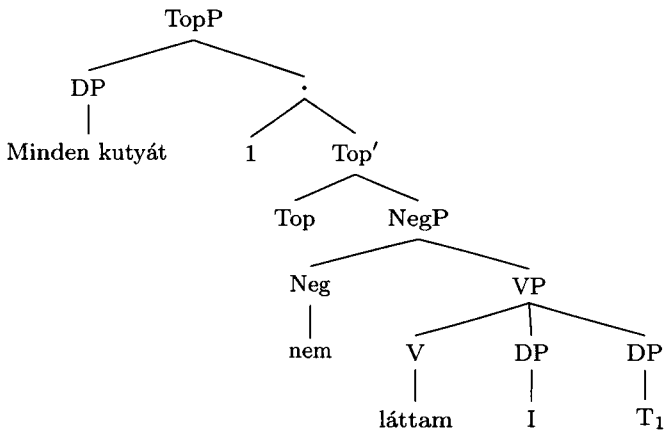 TopP
DP .
Minden kutyát 1 Top′
Top NegP
Neg VP
nem V DP DP
láttam I T₁